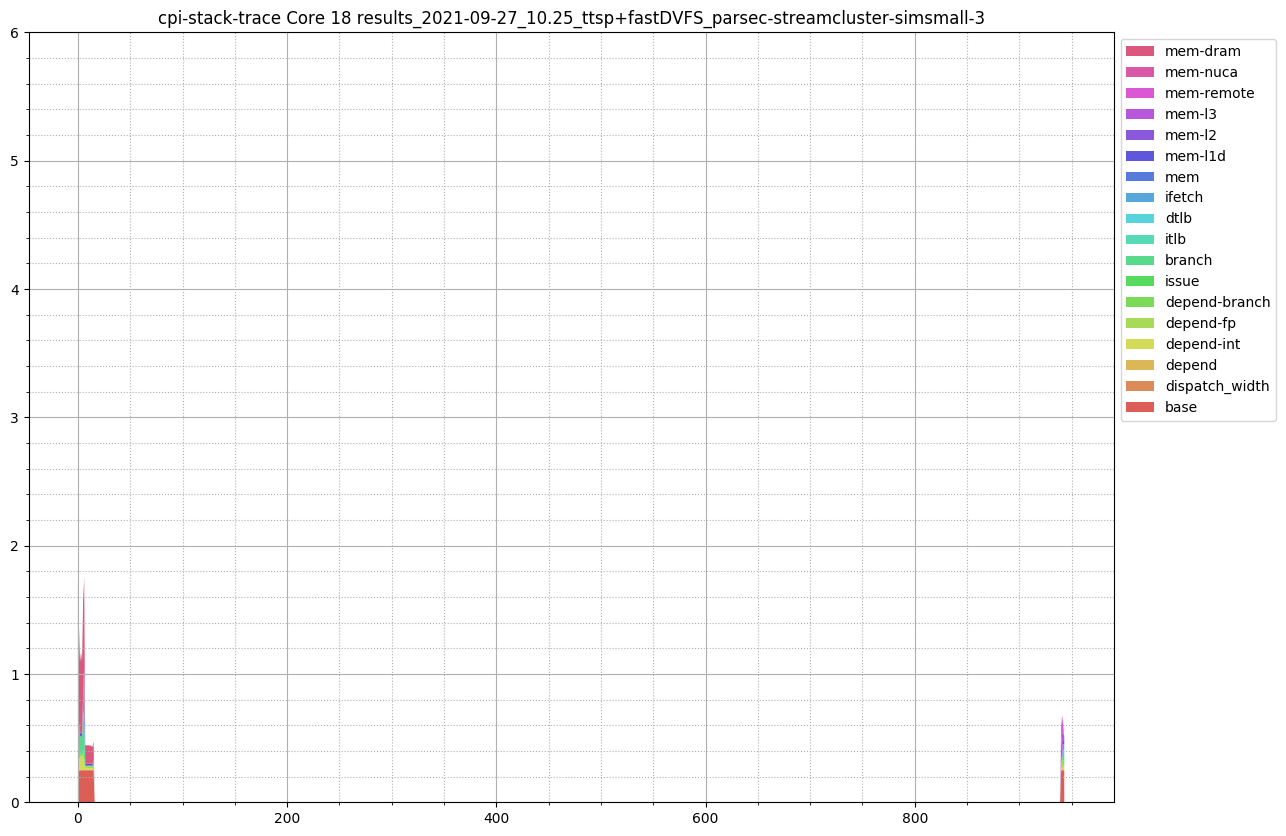 cpi-stack-trace Core 18 results_2021-09-27_10.25_ttsp+fastDVFS_parsec-streamcluster-simsmall-3
6
5
4
3
2
1
0
0 200 400 600 800
mem-dram
mem-nuca
mem-remote
mem-l3
mem-l2
mem-l1d
mem
ifetch
dtlb
itlb
branch
issue
depend-branch
depend-fp
depend-int
depend
dispatch_width
base